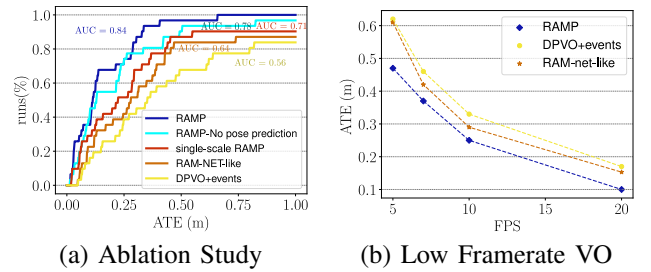 AUC = 0.84
AUC = 0.78
AUC = 0.71
AUC = 0.64
AUC = 0.56
runs(%)
1.0
0.8
0.6
0.4
0.2
0.0
RAMP
RAMP-No pose prediction
single-scale RAMP
RAM-NET-like
DPVO+events
0.00 0.25 0.50 0.75 1.00
ATE (m)
(a) Ablation Study
ATE (m)
0.6
0.5
0.4
0.3
0.2
0.1
RAMP
DPVO+events
RAM-net-like
5 10 15 20
FPS
(b) Low Framerate VO